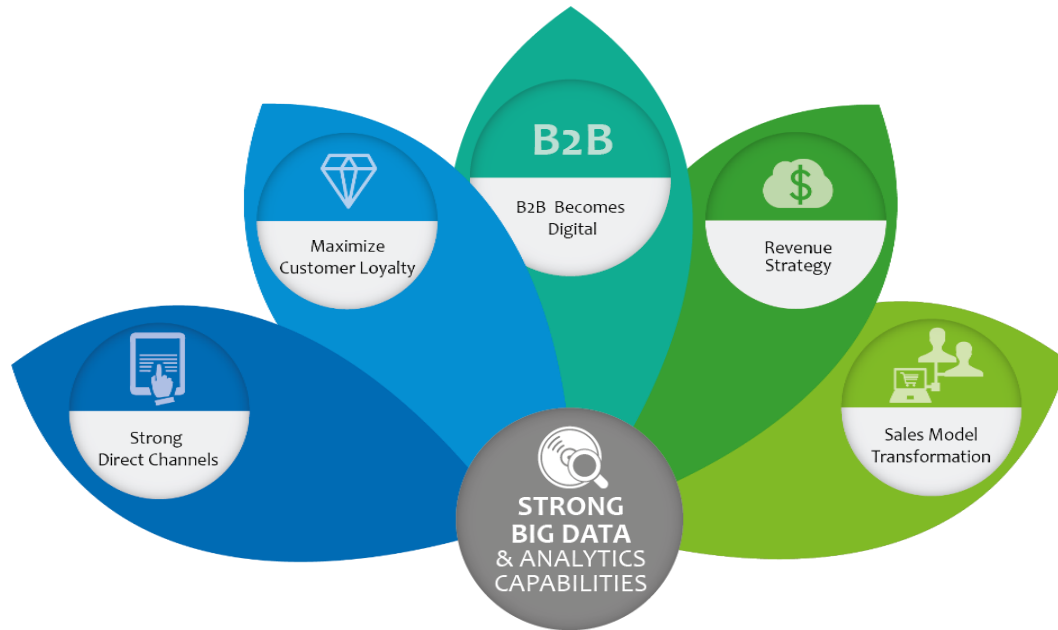 B2B
B2B Becomes
Digital
Maximize
Customer Loyalty
Revenue
Strategy
Strong
Direct Channels
Sales Model
Transformation
STRONG
BIG DATA
& ANALYTICS
CAPABILITIES